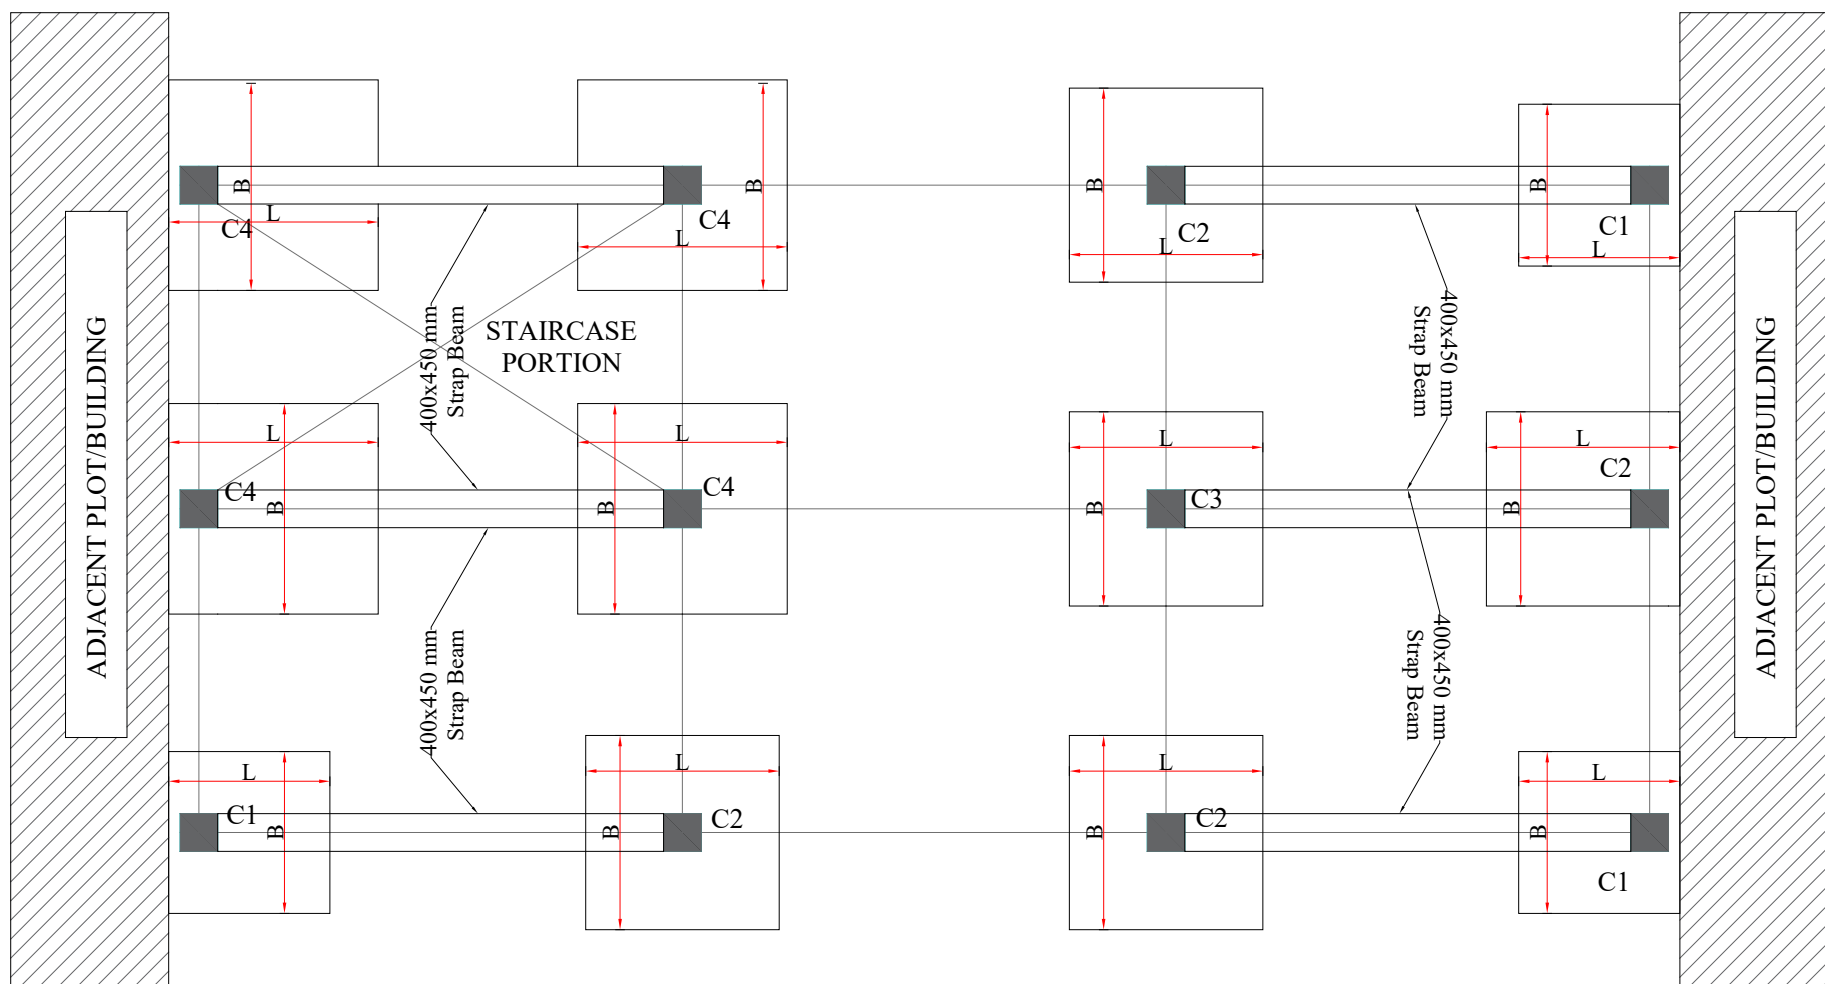 B
B
B
B
L
C4
C4
L
C2
L
C1
L
ADJACENT PLOT/BUILDING
400x450 mm
Strap Beam
STAIRCASE
PORTION
400x450 mm
Strap Beam
ADJACENT PLOT/BUILDING
L
L
L
L
C4
B
B
C4
B
C3
B
C2
400x450 mm
Strap Beam
400x450 mm
Strap Beam
L
L
L
L
C1
B
B
C2
B
C2
B
C1